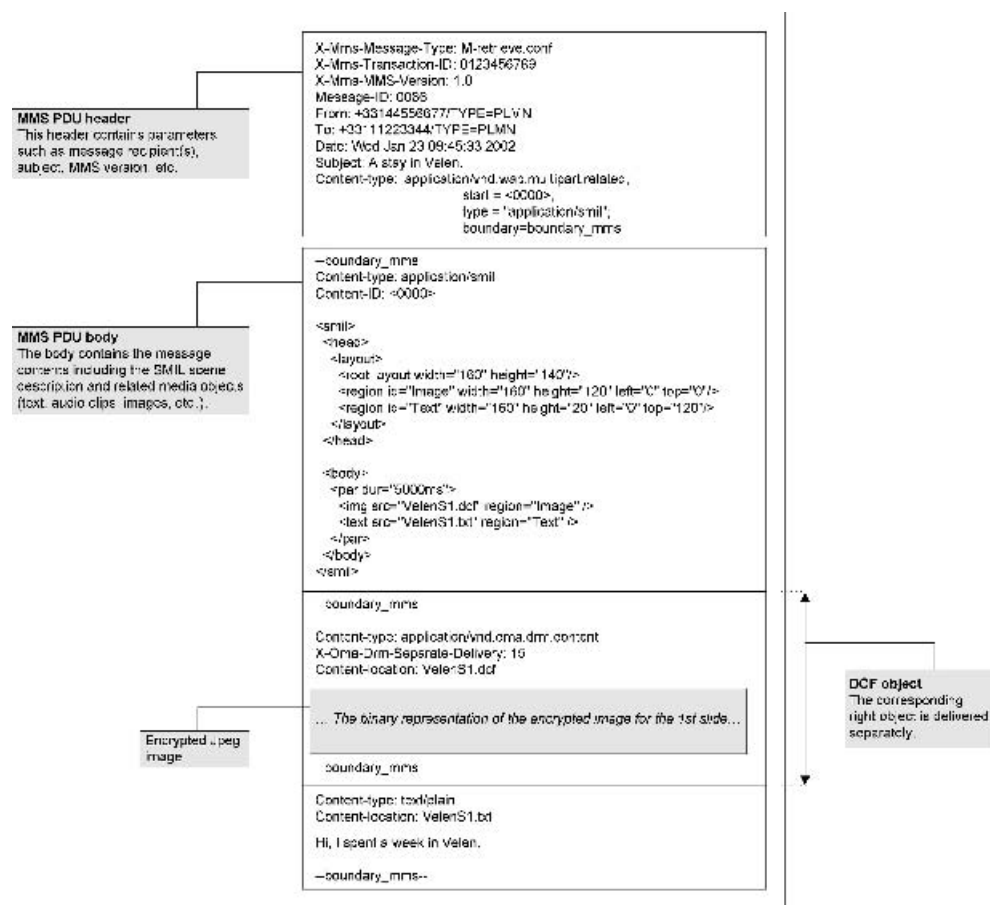 X-Mms-Message-Type: M-retrieve.conf
X-Mms-Transaction-ID: 0123456769
X-Mms-MMS-Version: 1.0
Message-ID: 0086
From: +33144556677/TYPE=PLMN
To: +33111223344/TYPE=PLMN
Date: Wed Jan 23 09:45:33 2002
Subject: A stay in Velen.
Content-type: application/vnd.wap.multipart.related;
start = <0000>;
type = "application/smil";
boundary=boundary_mms
MMS PDU header
This header contains parameters
such as message recipient(s),
subject, MMS version, etc.
--boundary_mms
Content-type: application/smil
Content-ID: <0000>
<smil>
<head>
<layout>
<root-layout width="160" height="140"/>
<region id="Image" width="160" height="120" left="0" top="0"/>
<region id="Text" width="160" height="20" left="0" top="120"/>
</layout>
</head>
<body>
<par dur="5000ms">
<img src="VelenS1.dcf" region="Image" />
<text src="VelenS1.txt" region="Text" />
</par>
</body>
</smil>
MMS PDU body
The body contains the message
contents including the SMIL scene
description and related media objects
(text, audio clips, images, etc.).
boundary_mms
Content-type: application/vnd.oma.drm.content
X-Oma-Drm-Separate-Delivery: 15
Content-location: VelenS1.dcf
... The binary representation of the encrypted image for the 1st slide...
boundary_mms
Encrypted Jpeg
image
DCF object
The corresponding
right object is delivered
separately.
Content-type: text/plain
Content-location: VelenS1.txt
Hi, I spent a week in Velen.
--boundary_mms--